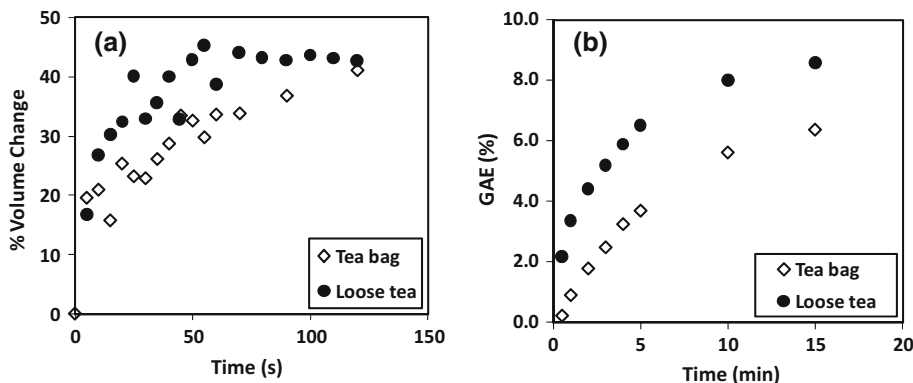 (a)
% Volume Change
50
40
30
20
10
0
0 50 100 150
Time (s)
Tea bag
Loose tea
(b)
GAE (%)
10.0
8.0
6.0
4.0
2.0
0.0
0 5 10 15 20
Time (min)
Tea bag
Loose tea